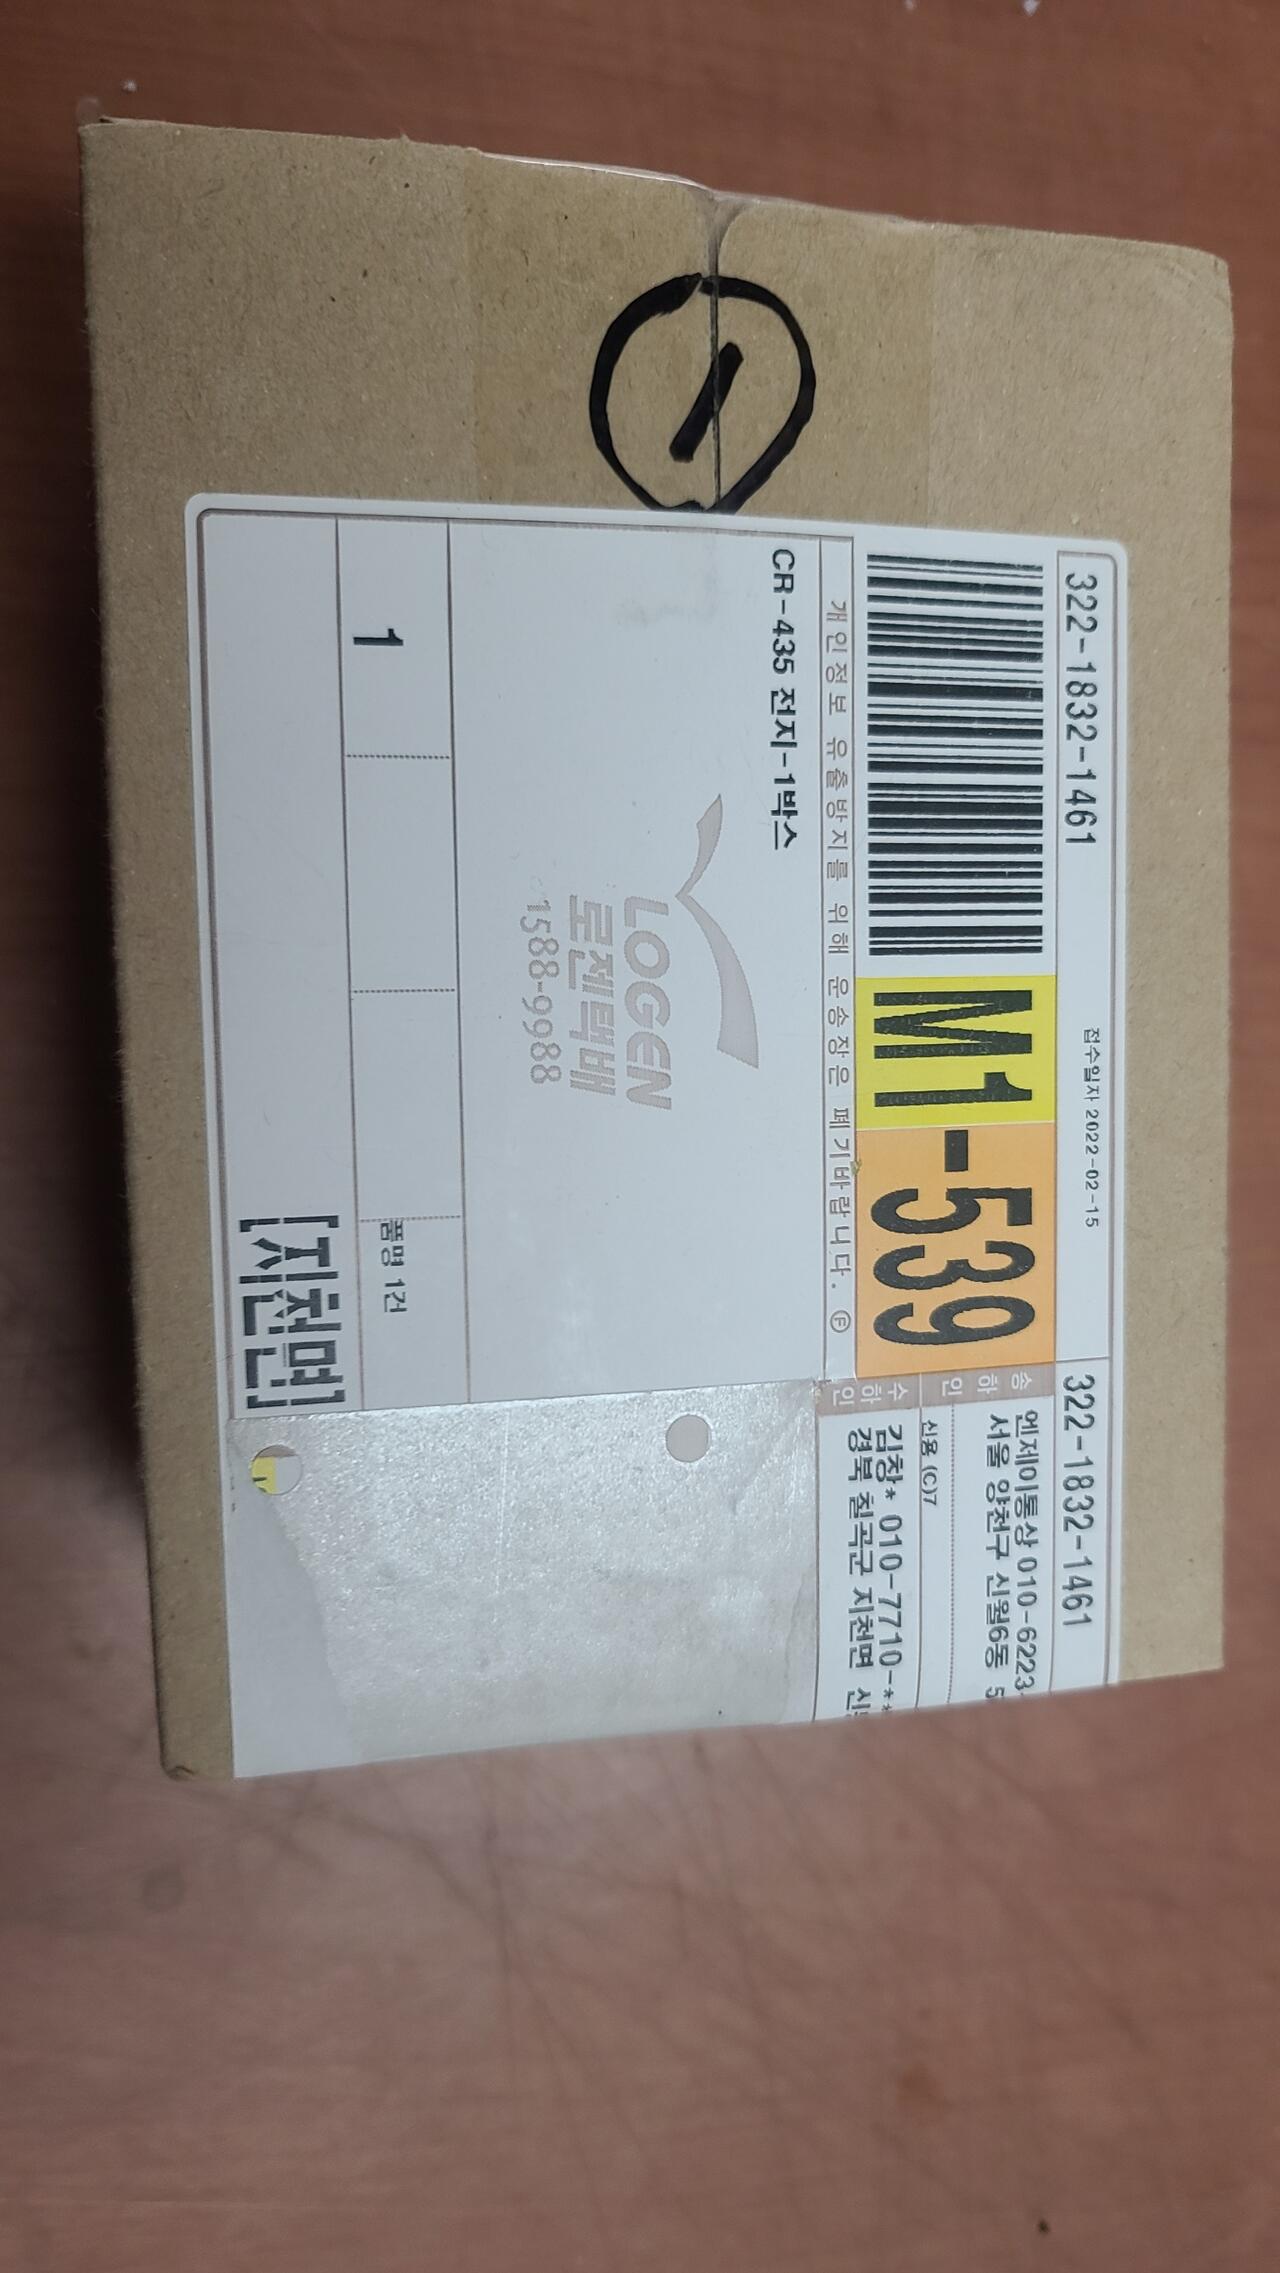 1
322-1832-1461
접수일자 2022-02-15
322-1832-1461
M1-539
송하인
엔제이통상 010-6223-
서울 양천구 신월6동 5
신용 (C)7
개인정보 유출방지를 위해 운송장은 폐기바랍니다. Ⓕ
수하인
김창* 010-7710-**
경북 칠곡군 지천면
CR-435 전지-1박스
LOGEN
로젠택배
1588-9988
1
품명 1건
[지천면]